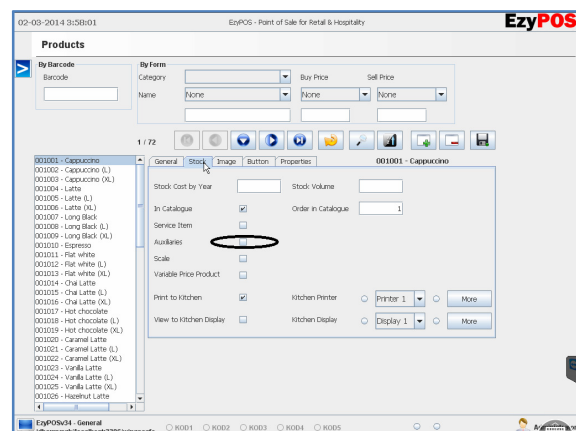 02-03-2014 3:58:01
EzyPOS - Point of Sale for Retail & Hospitality
EzyPOS
Products
By Barcode
Barcode
By Form
Category
Buy Price
Sell Price
Name
None
None
None
1 / 72
001001 - Cappuccino
001002 - Cappuccino (L)
001003 - Cappuccino (XL)
001004 - Latte
001005 - Latte (L)
001006 - Latte (XL)
001007 - Long Black
001008 - Long Black (L)
001009 - Long Black (XL)
001010 - Espresso
001011 - Flat white
001012 - Flat white (L)
001013 - Flat white (XL)
001014 - Chai Latte
001015 - Chai Latte (L)
001016 - Chai Latte (XL)
001017 - Hot chocolate
001018 - Hot chocolate (L)
001019 - Hot chocolate (XL)
001020 - Caramel Latte
001021 - Caramel Latte (L)
001022 - Caramel Latte (XL)
001023 - Vanilla Latte
001024 - Vanilla Latte (L)
001025 - Vanilla Latte (XL)
001026 - Hazelnut Latte
General
Stock
Image
Button
Properties
001001 - Cappuccino
Stock Cost by Year
Stock Volume
In Catalogue
Order in Catalogue
1
Service Item
Auxiliaries
Scale
Variable Price Product
Print to Kitchen
Kitchen Printer
Printer 1
More
View to Kitchen Display
Kitchen Display
Display 1
More
EzyPOSv34 - General
KOD1
KOD2
KOD3
KOD4
KOD5